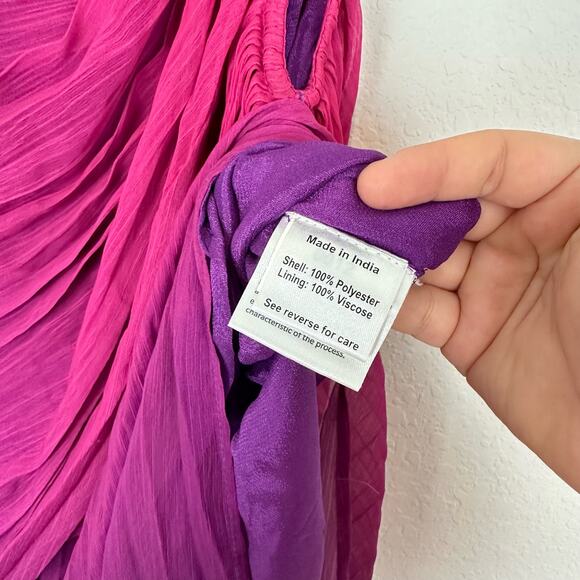 Made in India
Shell: 100% Polyester
Lining: 100% Viscose
See reverse for care
e
characteristic of the process.